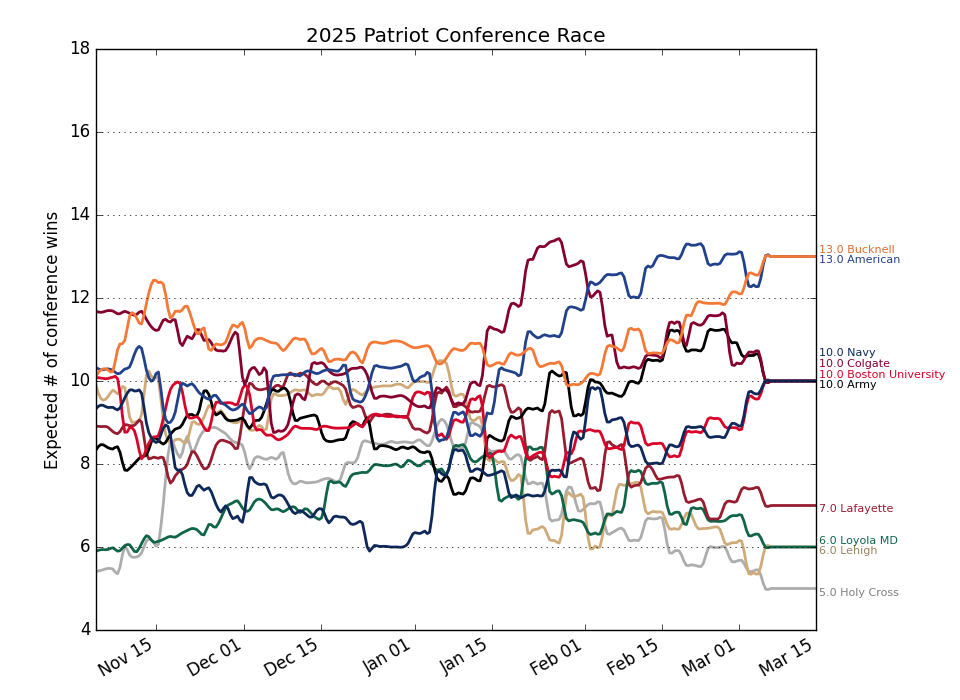 2025 Patriot Conference Race
Expected # of conference wins
18
16
14
12
10
8
6
4
13.0 Bucknell
13.0 American
10.0 Navy
10.0 Colgate
10.0 Boston University
10.0 Army
7.0 Lafayette
6.0 Loyola MD
6.0 Lehigh
5.0 Holy Cross
Nov 15
Dec 01
Dec 15
Jan 01
Jan 15
Feb 01
Feb 15
Mar 01
Mar 15